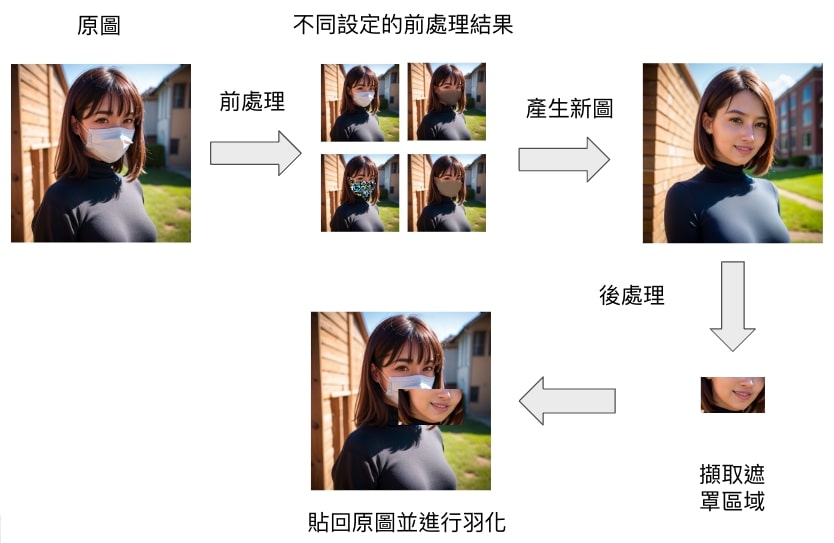 原圖
不同設定的前處理結果
前處理
產生新圖
後處理
擷取遮
罩區域
貼回原圖並進行羽化